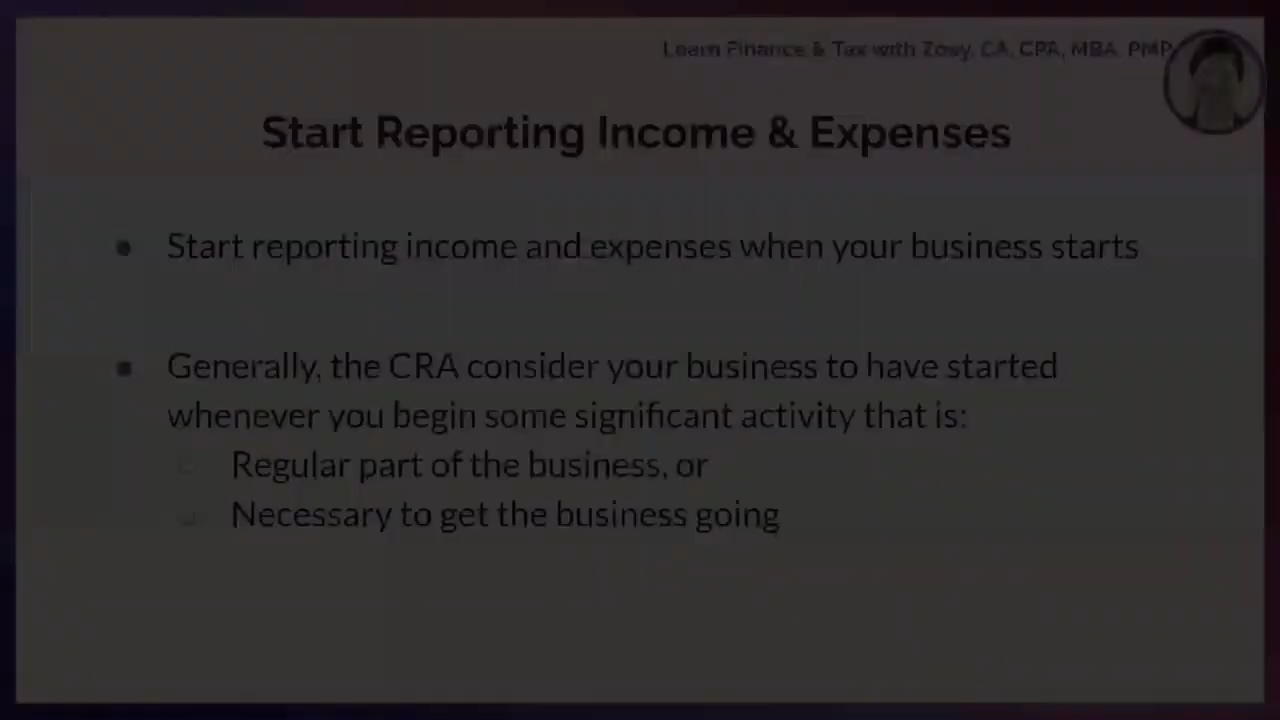 Learn Finance & Tax with Zowy, CA, CPA, MBA, PMP
Start Reporting Income & Expenses
• Start reporting income and expenses when your business starts
• Generally, the CRA consider your business to have started
whenever you begin some significant activity that is:
○ Regular part of the business, or
○ Necessary to get the business going